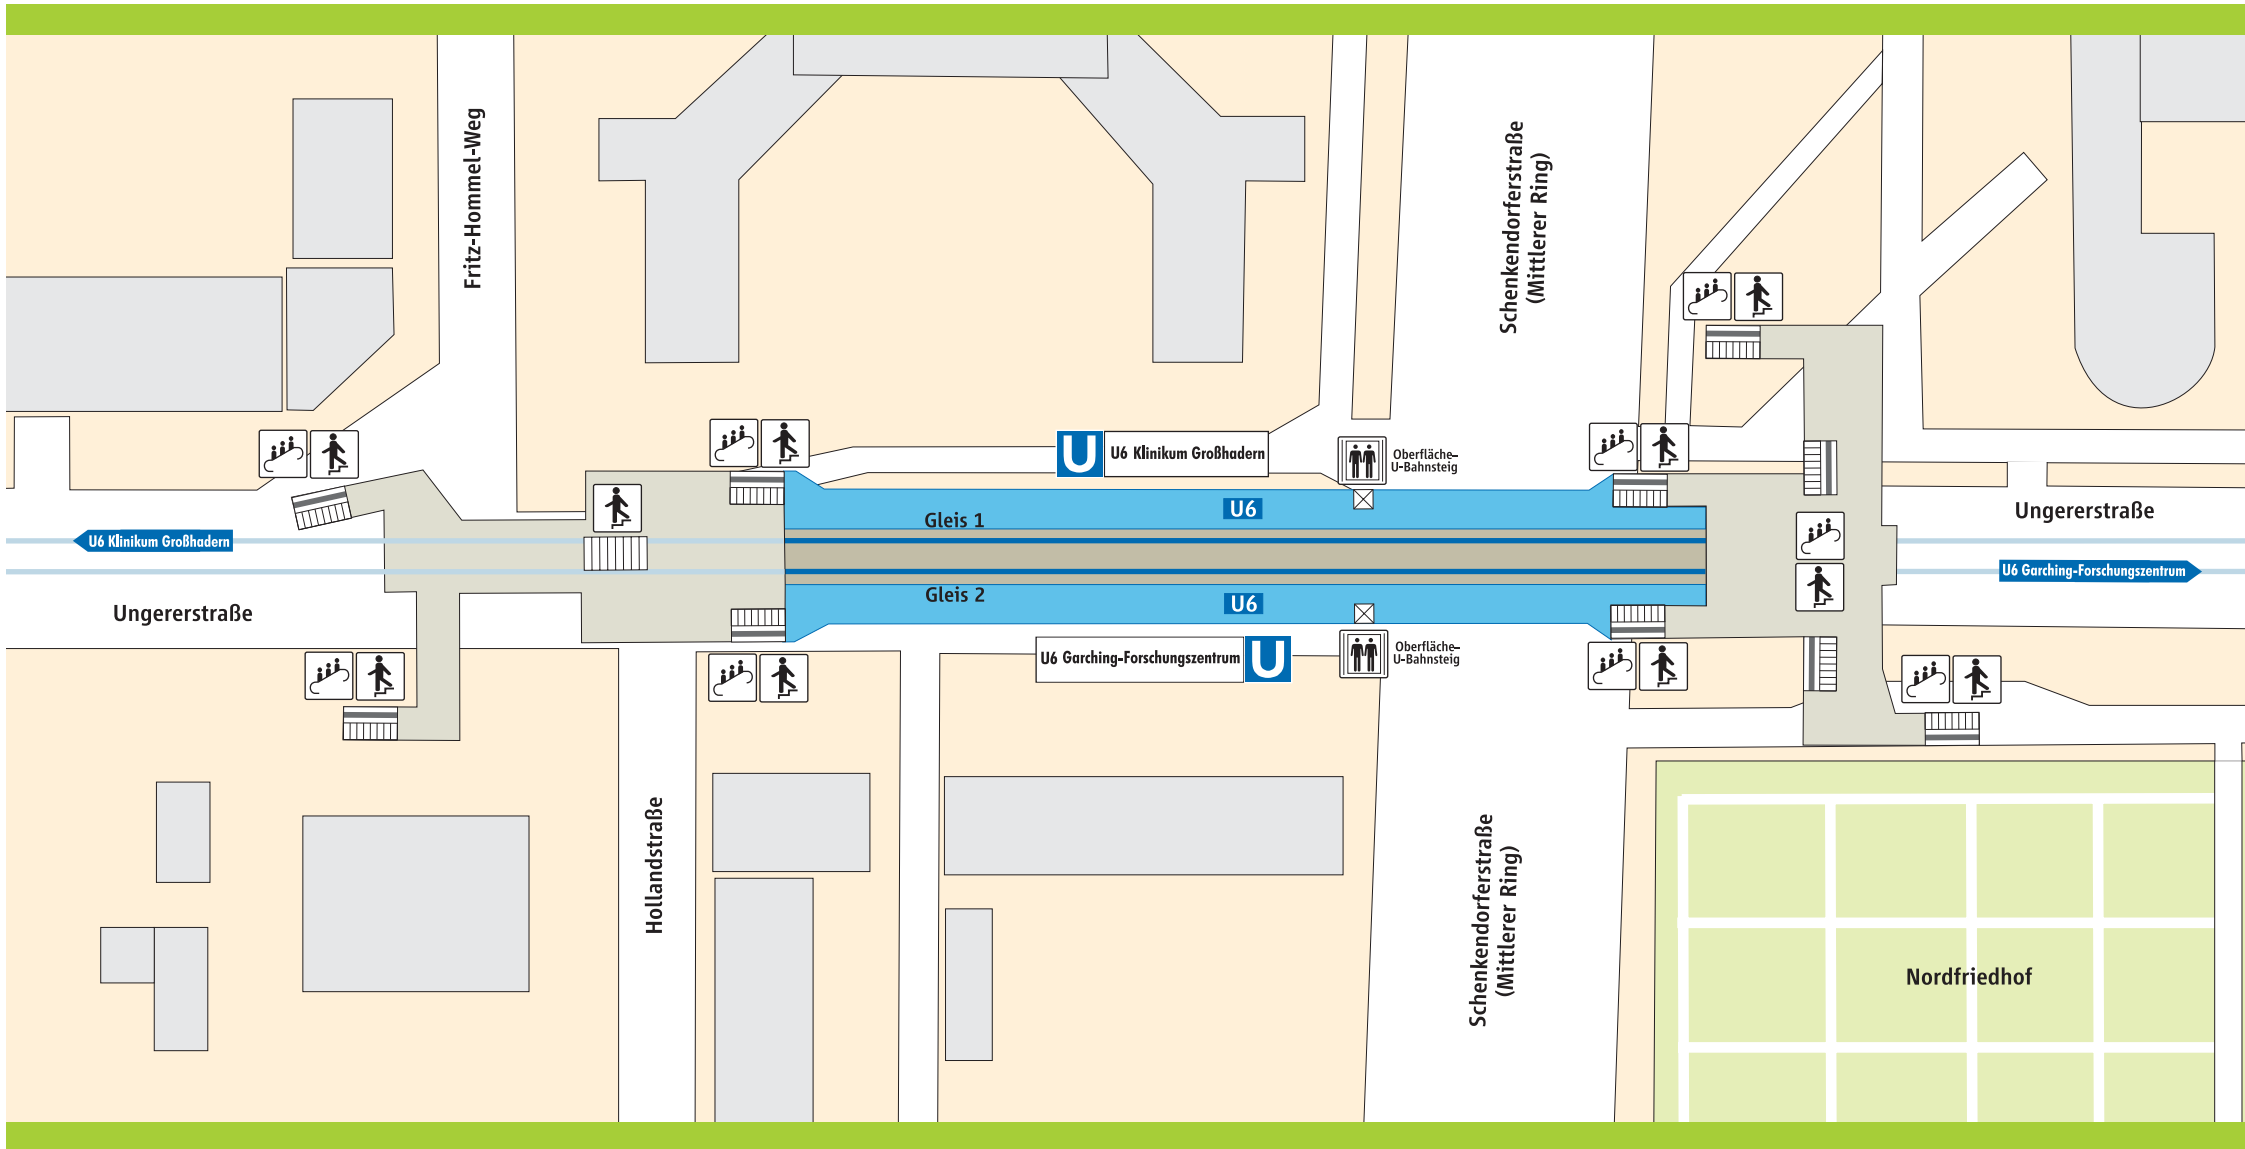 Fritz-Hommel-Weg
Schenkendorferstraße
(Mittlerer Ring)
U
U6 Klinikum Großhadern
Oberfläche-
U-Bahnsteig
Ungererstraße
Gleis 1
U6
U6 Klinikum Großhadern
U6 Garching-Forschungszentrum
Gleis 2
U6
Ungererstraße
U6 Garching-Forschungszentrum
U
Oberfläche-
U-Bahnsteig
Hollandstraße
Schenkendorferstraße
(Mittlerer Ring)
Nordfriedhof